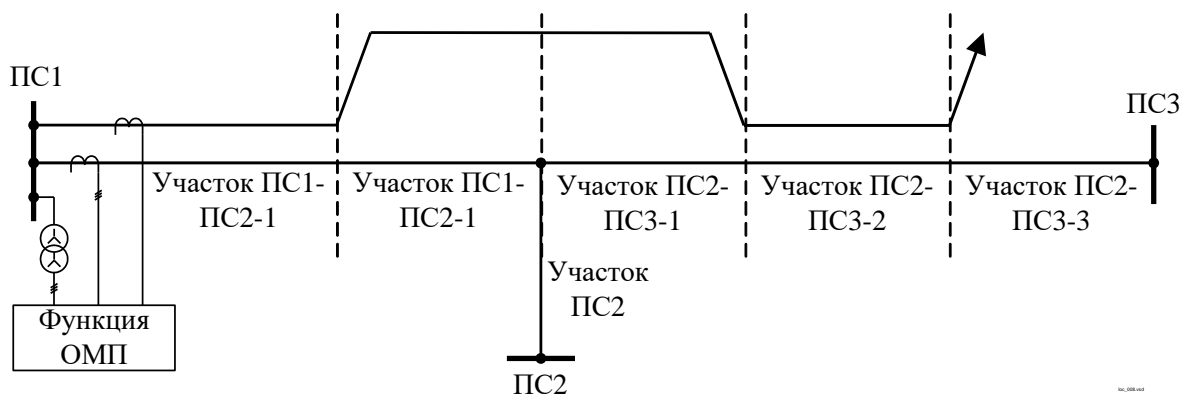 ПС1
ПС3
Участок ПС1-
ПС2-1
Участок ПС1-
ПС2-1
Участок ПС2-
ПС3-1
Участок ПС2-
ПС3-2
Участок ПС2-
ПС3-3
Участок
ПС2
Функция
ОМП
ПС2